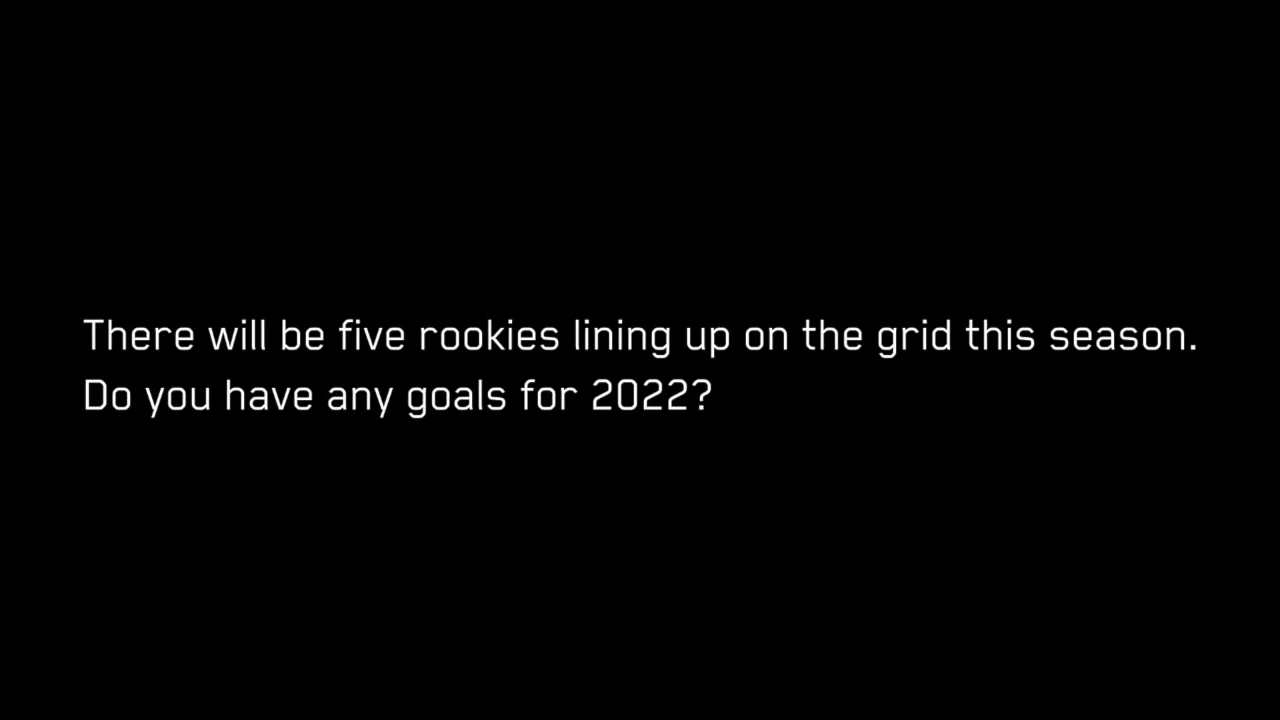 There will be five rookies lining up on the grid this season.
Do you have any goals for 2022?